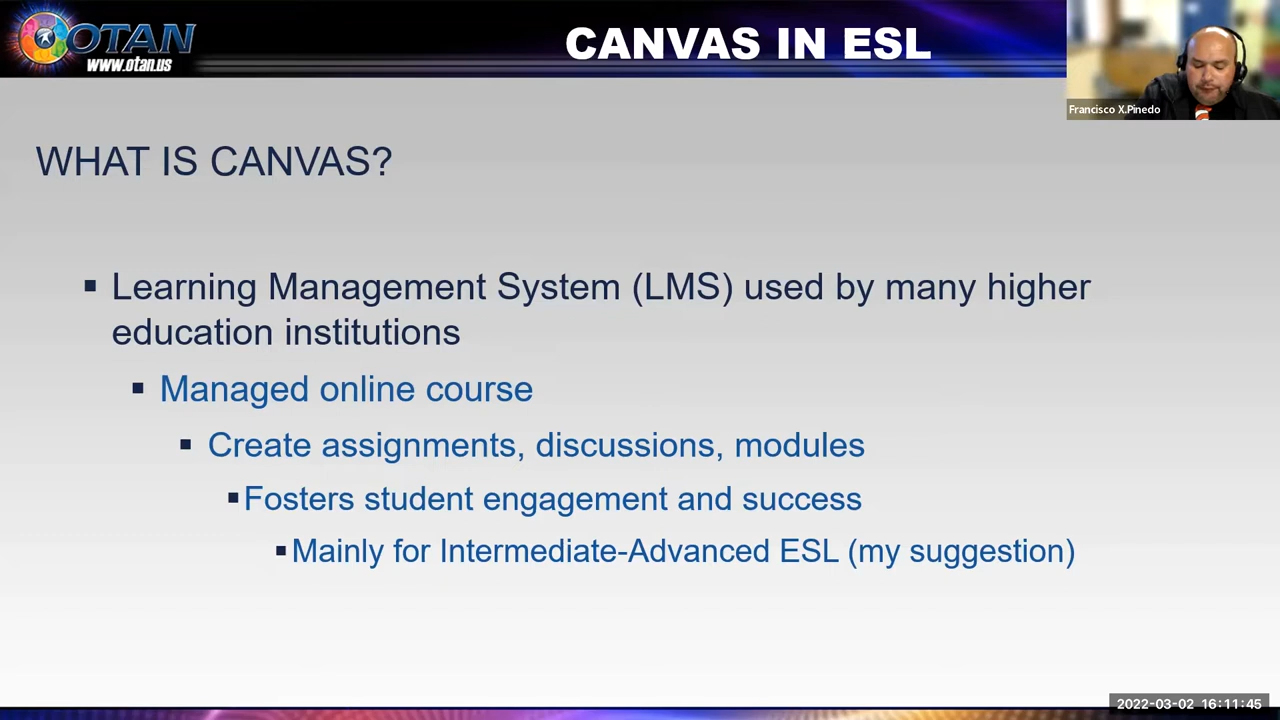 OTAN
www.otan.us
CANVAS IN ESL
Francisco X.Pinedo
WHAT IS CANVAS?
▪ Learning Management System (LMS) used by many higher
education institutions
▪ Managed online course
▪ Create assignments, discussions, modules
▪ Fosters student engagement and success
▪ Mainly for Intermediate-Advanced ESL (my suggestion)
2022-03-02 16:11:45